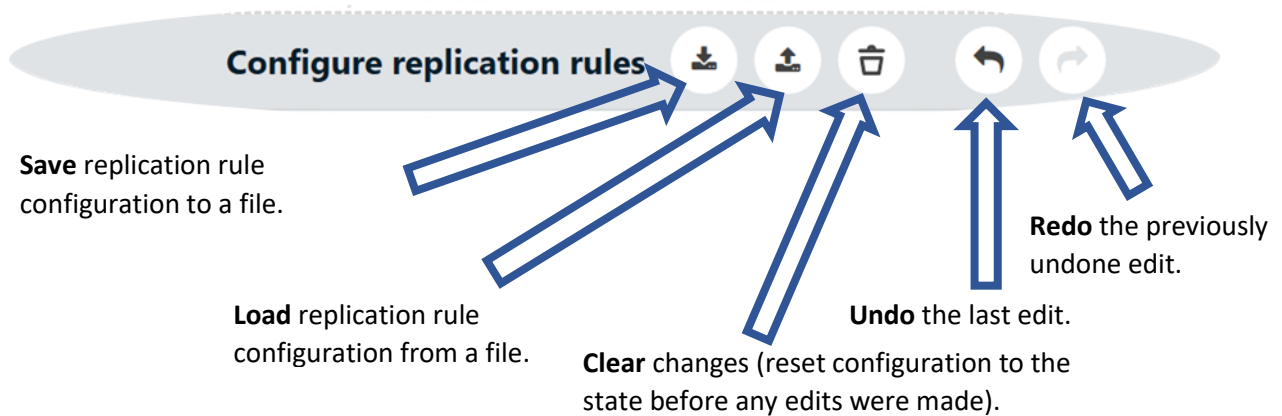 Configure replication rules
Save replication rule
configuration to a file.
Load replication rule
configuration from a file.
Clear changes (reset configuration to the
state before any edits were made).
Undo the last edit.
Redo the previously
undone edit.